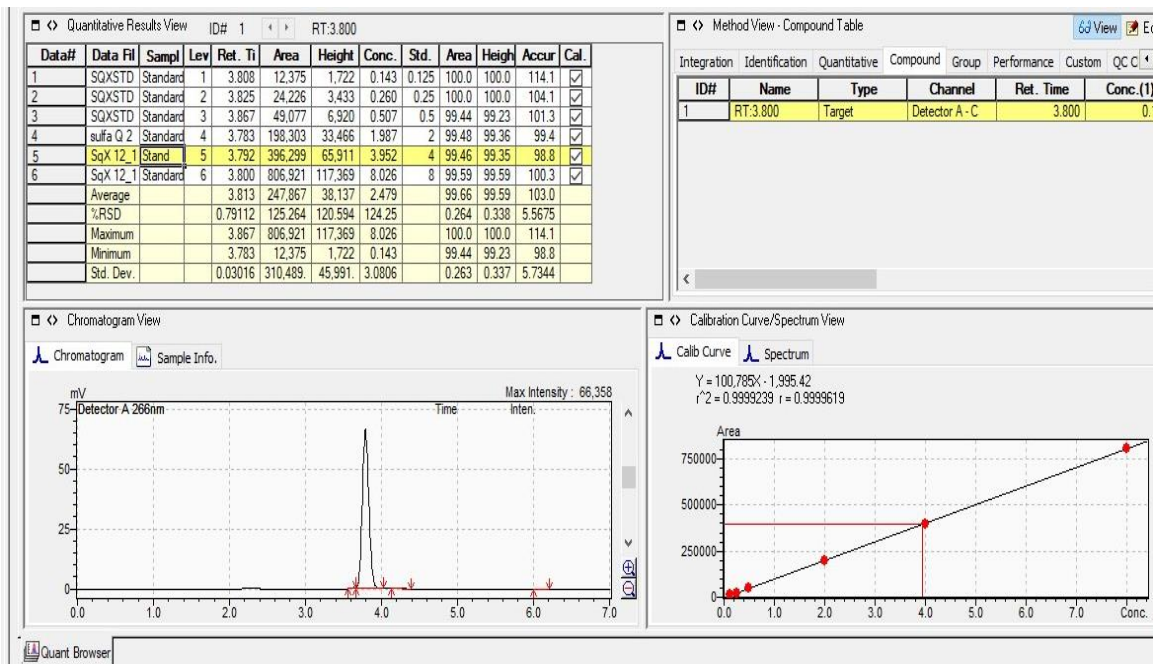 Quantitative Results View ID# 1 RT:3.800
Data# Data Fil Sampl Lev Ret. Ti Area Height Conc. Std. Area Heigh Accur Cal.
1 SQXSTD Standard 1 3.808 12,375 1,722 0.143 0.125 100.0 100.0 114.1
2 SQXSTD Standard 2 3.825 24,226 3,433 0.260 0.25 100.0 100.0 104.1
3 SQXSTD Standard 3 3.867 49,077 6,920 0.507 0.5 99.44 99.23 101.3
4 sulfa Q 2 Standard 4 3.783 198,303 33,466 1.987 2 99.48 99.36 99.4
5 SqX 12_1 Stand 5 3.792 396,299 65,911 3.952 4 99.46 99.35 98.8
6 SqX 12_1 Standard 6 3.800 806,921 117,369 8.026 8 99.59 99.59 100.3
Average 3.813 247,867 38,137 2.479 99.66 99.59 103.0
%RSD 0.79112 125.264 120.594 124.25 0.264 0.338 5.5675
Maximum 3.867 806,921 117,369 8.026 100.0 100.0 114.1
Minimum 3.783 12,375 1,722 0.143 99.44 99.23 98.8
Std. Dev. 0.03016 310,489. 45,991. 3.0806 0.263 0.337 5.7344
Method View - Compound Table View Ec
Integration Identification Quantitative Compound Group Performance Custom QC C
ID# Name Type Channel Ret. Time Conc.(1)
1 RT:3.800 Target Detector A - C 3.800 0.1
Chromatogram View
Chromatogram Sample Info.
mV Max Intensity : 66,358
75 Detector A 266nm Time Inten.
50
25
0
0.0 1.0 2.0 3.0 4.0 5.0 6.0 7.0
Calibration Curve/Spectrum View
Calib Curve Spectrum
Y = 100,785X - 1,995.42
r^2 = 0.9999239 r = 0.9999619
Area
750000
500000
250000
0
0.0 1.0 2.0 3.0 4.0 5.0 6.0 7.0 Conc.
Quant Browser